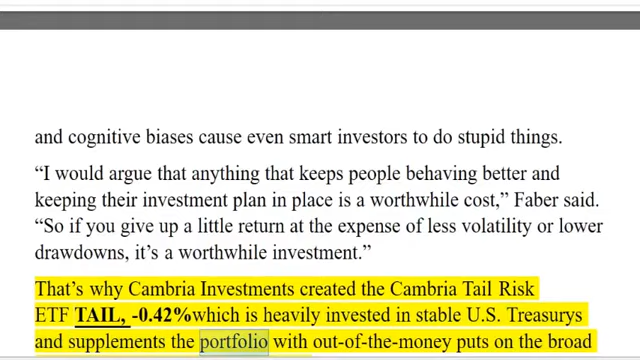 and cognitive biases cause even smart investors to do stupid things.
“I would argue that anything that keeps people behaving better and
keeping their investment plan in place is a worthwhile cost,” Faber said.
“So if you give up a little return at the expense of less volatility or lower
drawdowns, it’s a worthwhile investment.”
That’s why Cambria Investments created the Cambria Tail Risk
ETF TAIL, -0.42%which is heavily invested in stable U.S. Treasurys
and supplements the portfolio with out-of-the-money puts on the broad